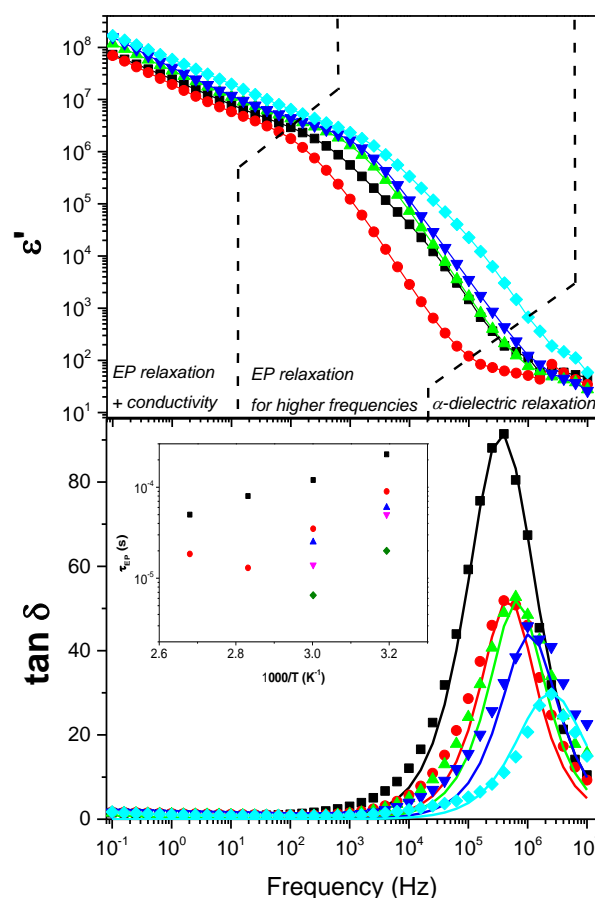 10⁸
10⁷
10⁶
10⁵
10⁴
10³
10²
10¹
ε'
EP relaxation
+ conductivity
EP relaxation
for higher frequencies
α-dielectric relaxation
80
60
40
20
0
tan δ
10⁻⁴
10⁻⁵
τEP (s)
2.6 2.8 3.0 3.2
1000/T (K⁻¹)
10⁻¹ 10⁰ 10¹ 10² 10³ 10⁴ 10⁵ 10⁶ 10⁷
Frequency (Hz)